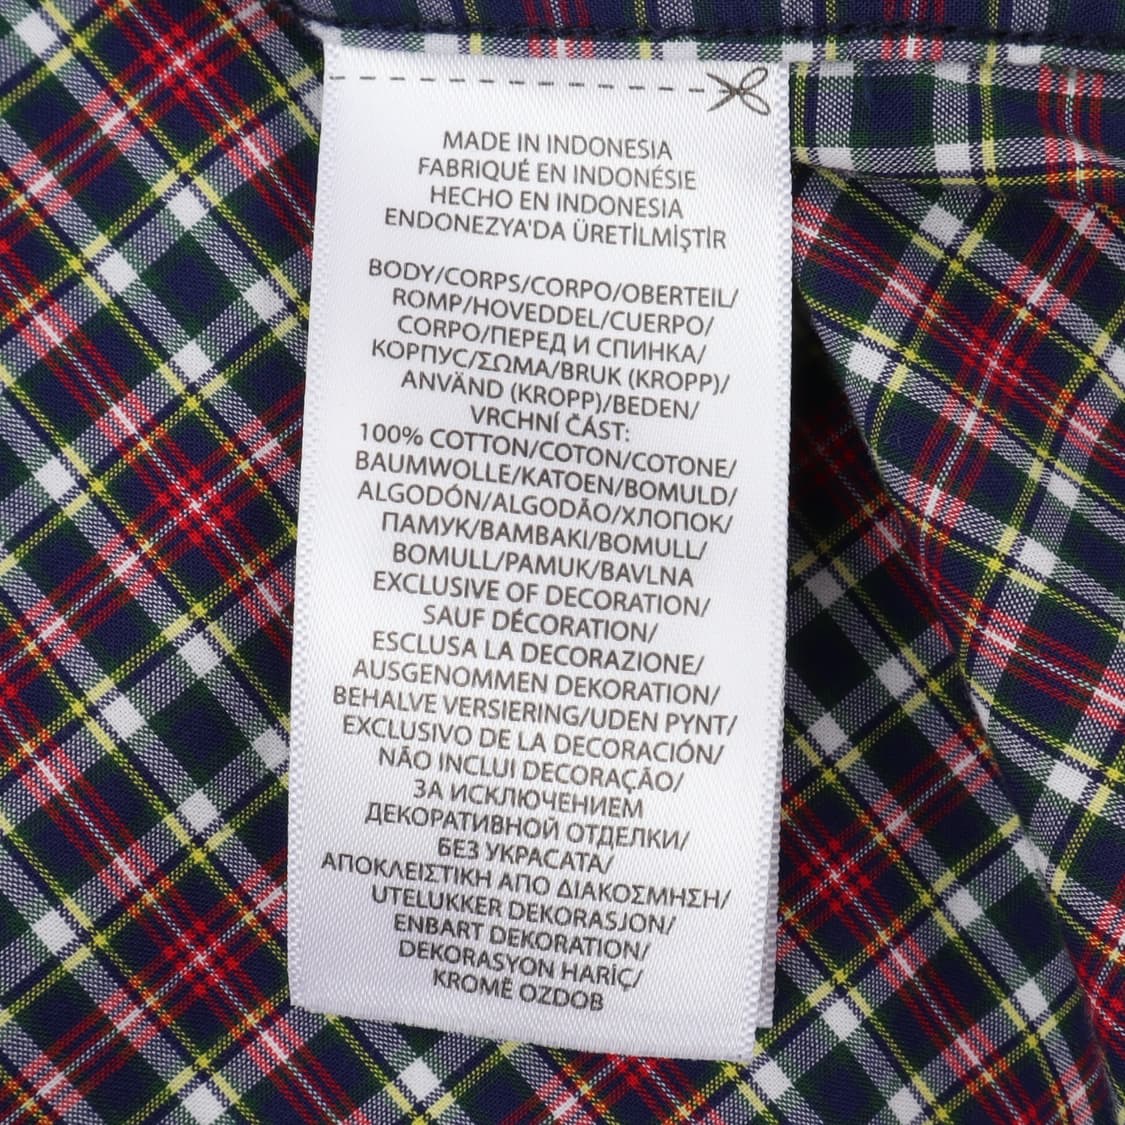 MADE IN INDONESIA
FABRIQUÉ EN INDONÉSIE
HECHO EN INDONESIA
ENDONEZYA'DA ÜRETİLMİŞTİR
BODY/CORPS/CORPO/OBERTEIL/
ROMP/HOVEDDEL/CUERPO/
CORPO/ПЕРЕД И СПИНКА/
КОРПУС/ΣΩΜΑ/BRUK (KROPP)/
ANVÄND (KROPP)/BEDEN/
VRCHNÍ ČÁST:
100% COTTON/COTON/COTONE/
BAUMWOLLE/KATOEN/BOMULD/
ALGODÓN/ALGODÃO/ХЛОПОК/
ПАМУК/ΒΑΜΒΑΚΙ/BOMULL/
BOMULL/PAMUK/BAVLNA
EXCLUSIVE OF DECORATION/
SAUF DÉCORATION/
ESCLUSA LA DECORAZIONE/
AUSGENOMMEN DEKORATION/
BEHALVE VERSIERING/UDEN PYNT/
EXCLUSIVO DE LA DECORACIÓN/
NÃO INCLUI DECORAÇÃO/
ЗА ИСКЛЮЧЕНИЕМ
ДЕКОРАТИВНОЙ ОТДЕЛКИ/
БЕЗ УКРАСАТА/
ΑΠΟΚΛΕΙΣΤΙΚΗ ΑΠΟ ΔΙΑΚΟΣΜΗΣΗ/
UTELUKKER DEKORASJON/
ENBART DEKORATION/
DEKORASYON HARİÇ/
KROMĚ OZDOB